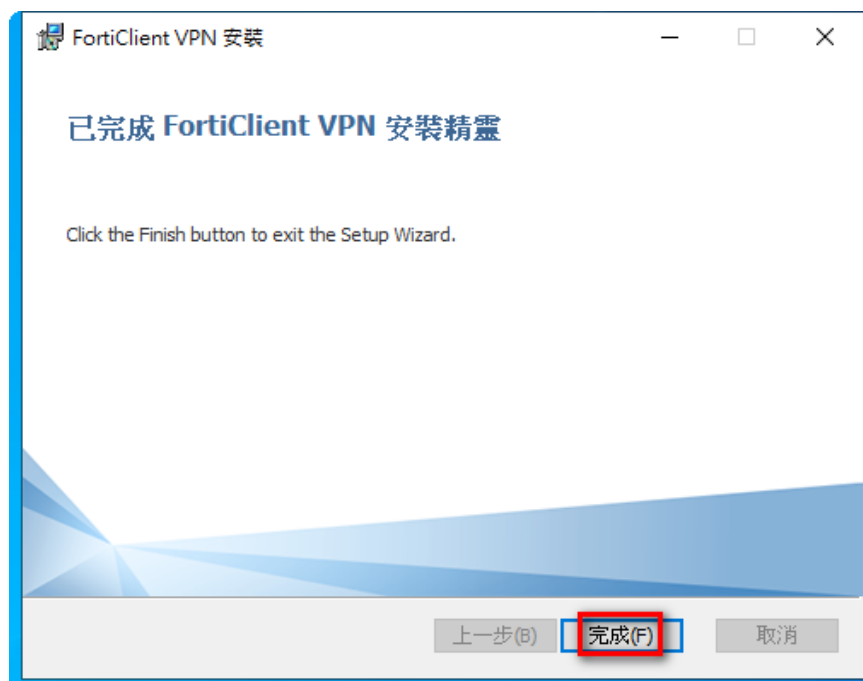 FortiClient VPN 安裝
已完成 FortiClient VPN 安裝精靈
Click the Finish button to exit the Setup Wizard.
上一步(B) 完成(F) 取消